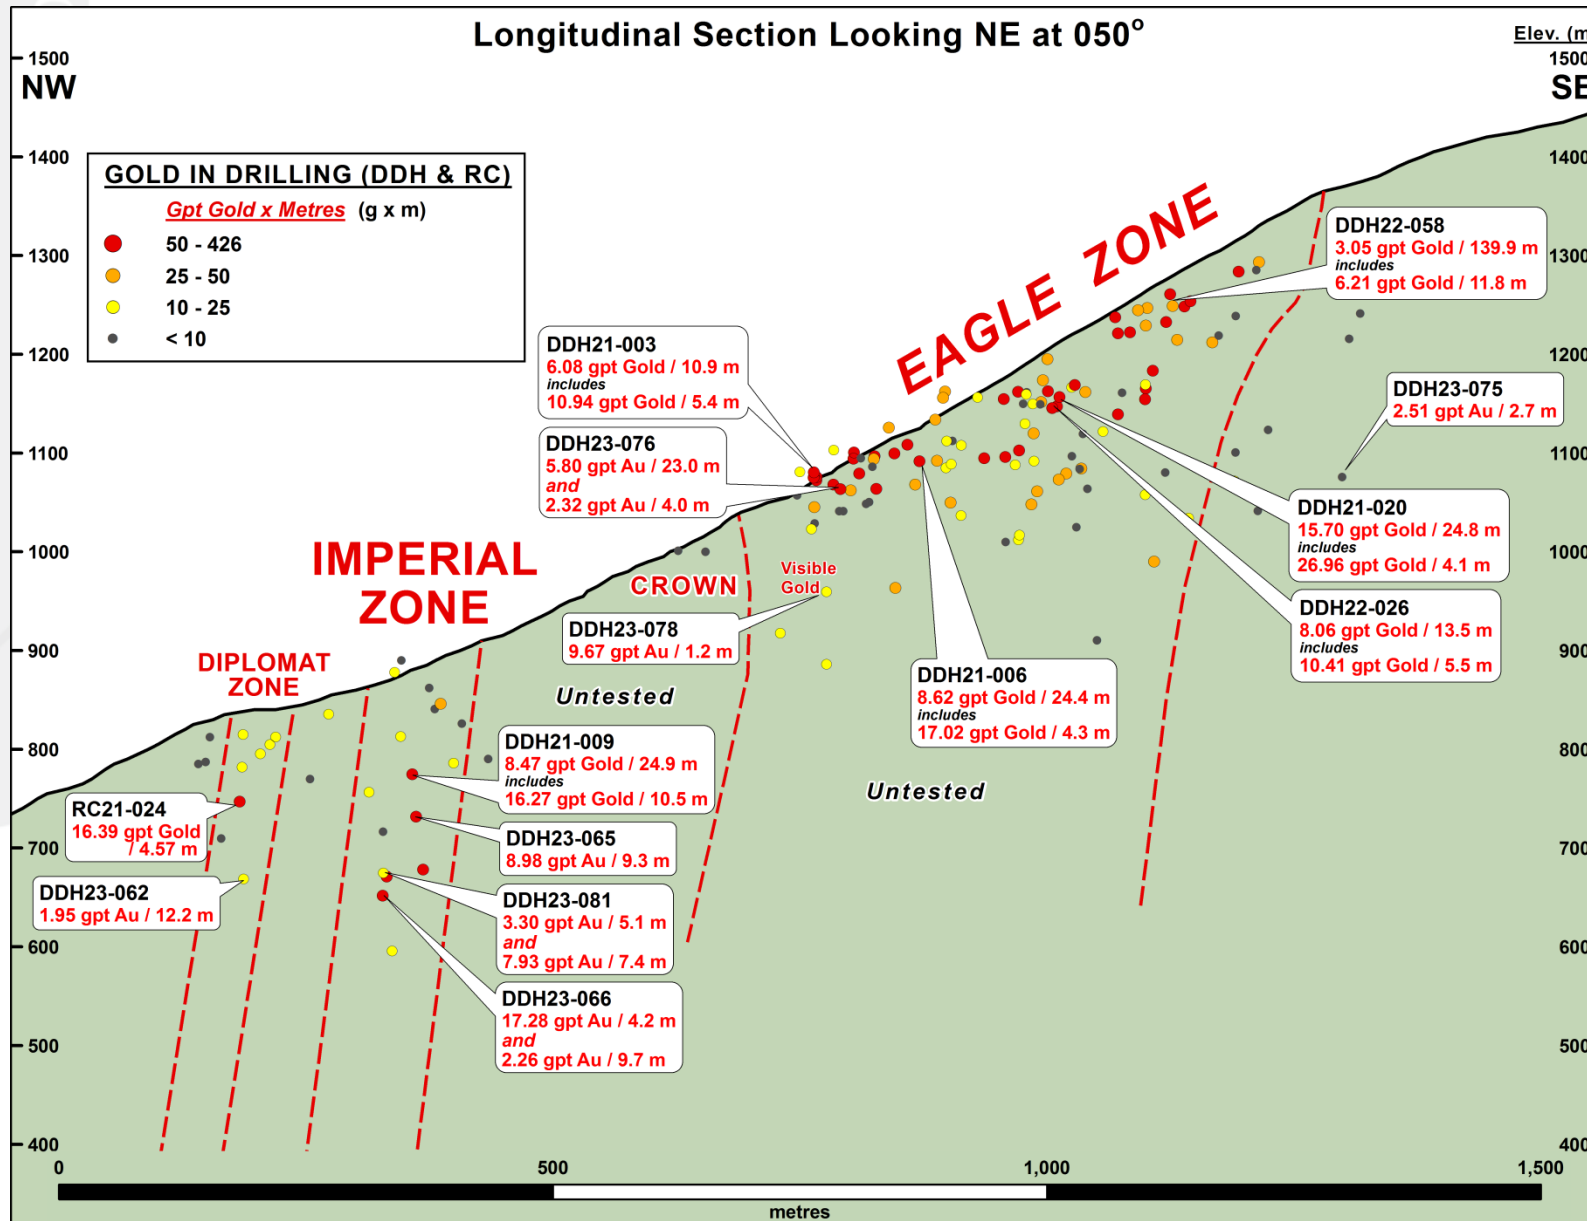 Longitudinal Section Looking NE at 050°
Elev. (m
NW
SE
1500
1400
1300
1200
1100
1000
900
800
700
600
500
400
1500
1400
1300
1200
1100
1000
900
800
700
600
500
400
GOLD IN DRILLING (DDH & RC)
Gpt Gold x Metres (g x m)
50 - 426
25 - 50
10 - 25
< 10
EAGLE ZONE
DDH22-058
3.05 gpt Gold / 139.9 m
includes
6.21 gpt Gold / 11.8 m
DDH21-003
6.08 gpt Gold / 10.9 m
includes
10.94 gpt Gold / 5.4 m
DDH23-075
2.51 gpt Au / 2.7 m
DDH23-076
5.80 gpt Au / 23.0 m
and
2.32 gpt Au / 4.0 m
DDH21-020
15.70 gpt Gold / 24.8 m
includes
26.96 gpt Gold / 4.1 m
IMPERIAL
ZONE
CROWN
Visible
Gold
DDH22-026
8.06 gpt Gold / 13.5 m
includes
10.41 gpt Gold / 5.5 m
DDH23-078
9.67 gpt Au / 1.2 m
DIPLOMAT
ZONE
DDH21-006
8.62 gpt Gold / 24.4 m
includes
17.02 gpt Gold / 4.3 m
Untested
Untested
DDH21-009
8.47 gpt Gold / 24.9 m
includes
16.27 gpt Gold / 10.5 m
RC21-024
16.39 gpt Gold
/ 4.57 m
DDH23-065
8.98 gpt Au / 9.3 m
DDH23-062
1.95 gpt Au / 12.2 m
DDH23-081
3.30 gpt Au / 5.1 m
and
7.93 gpt Au / 7.4 m
DDH23-066
17.28 gpt Au / 4.2 m
and
2.26 gpt Au / 9.7 m
0
500
1,000
1,500
metres